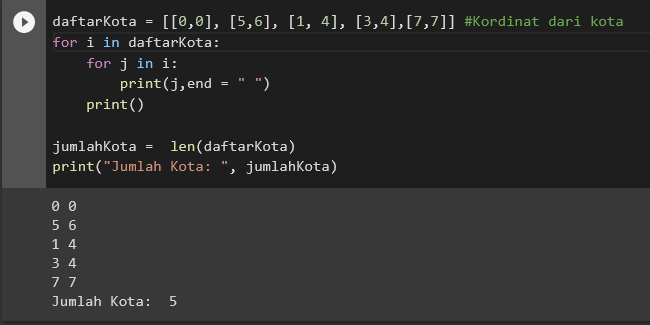 daftarKota = [[0,0], [5,6], [1, 4], [3,4],[7,7]] #Kordinat dari kota
for i in daftarKota:
    for j in i:
        print(j,end = " ")
    print()

jumlahKota =  len(daftarKota)
print("Jumlah Kota: ", jumlahKota)
0 0
5 6
1 4
3 4
7 7
Jumlah Kota:  5